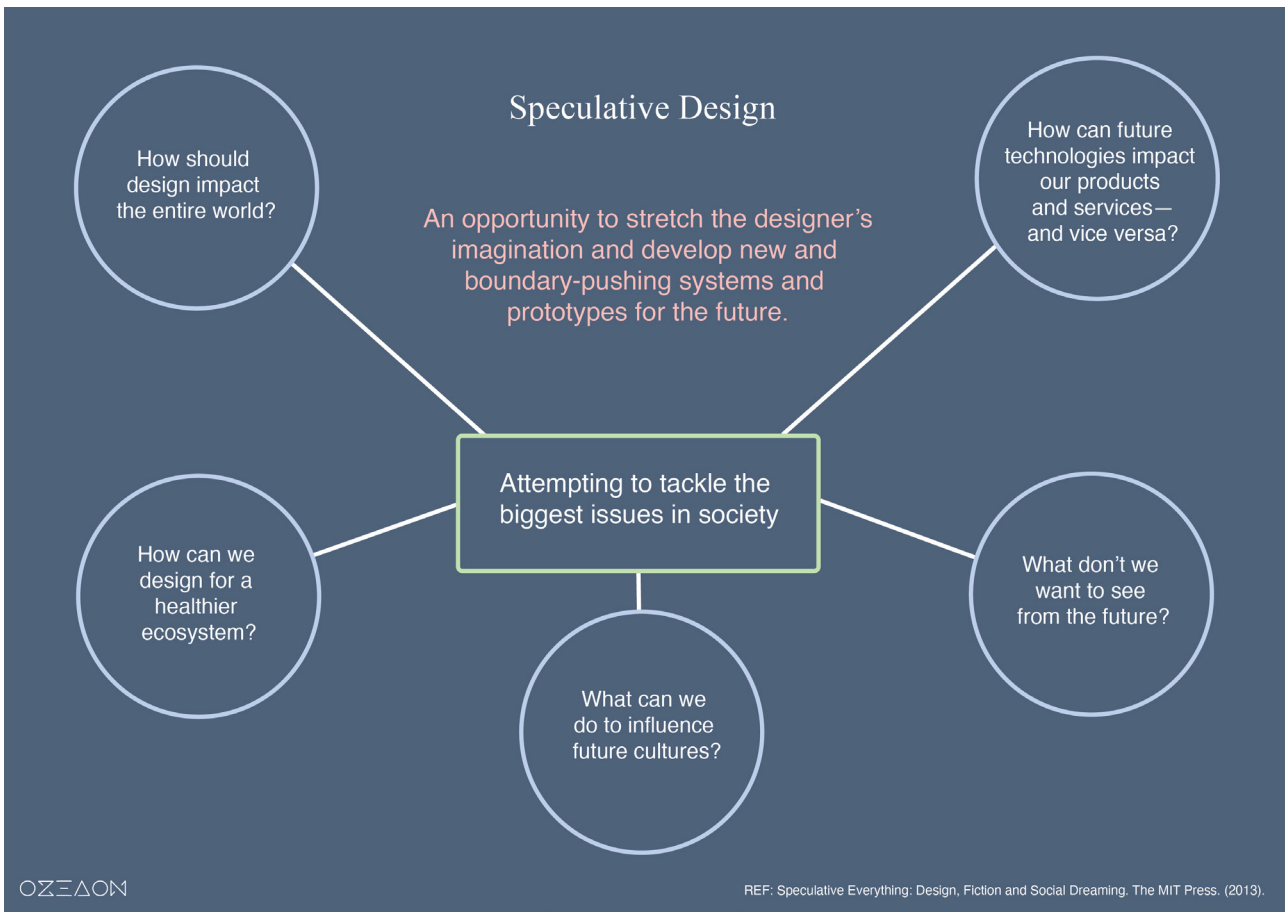 Speculative Design
An opportunity to stretch the designer’s
imagination and develop new and
boundary-pushing systems and
prototypes for the future.
How should
design impact
the entire world?
How can future
technologies impact
our products
and services—
and vice versa?
Attempting to tackle the
biggest issues in society
How can we
design for a
healthier
ecosystem?
What can we
do to influence
future cultures?
What don’t we
want to see
from the future?
REF: Speculative Everything: Design, Fiction and Social Dreaming. The MIT Press. (2013).